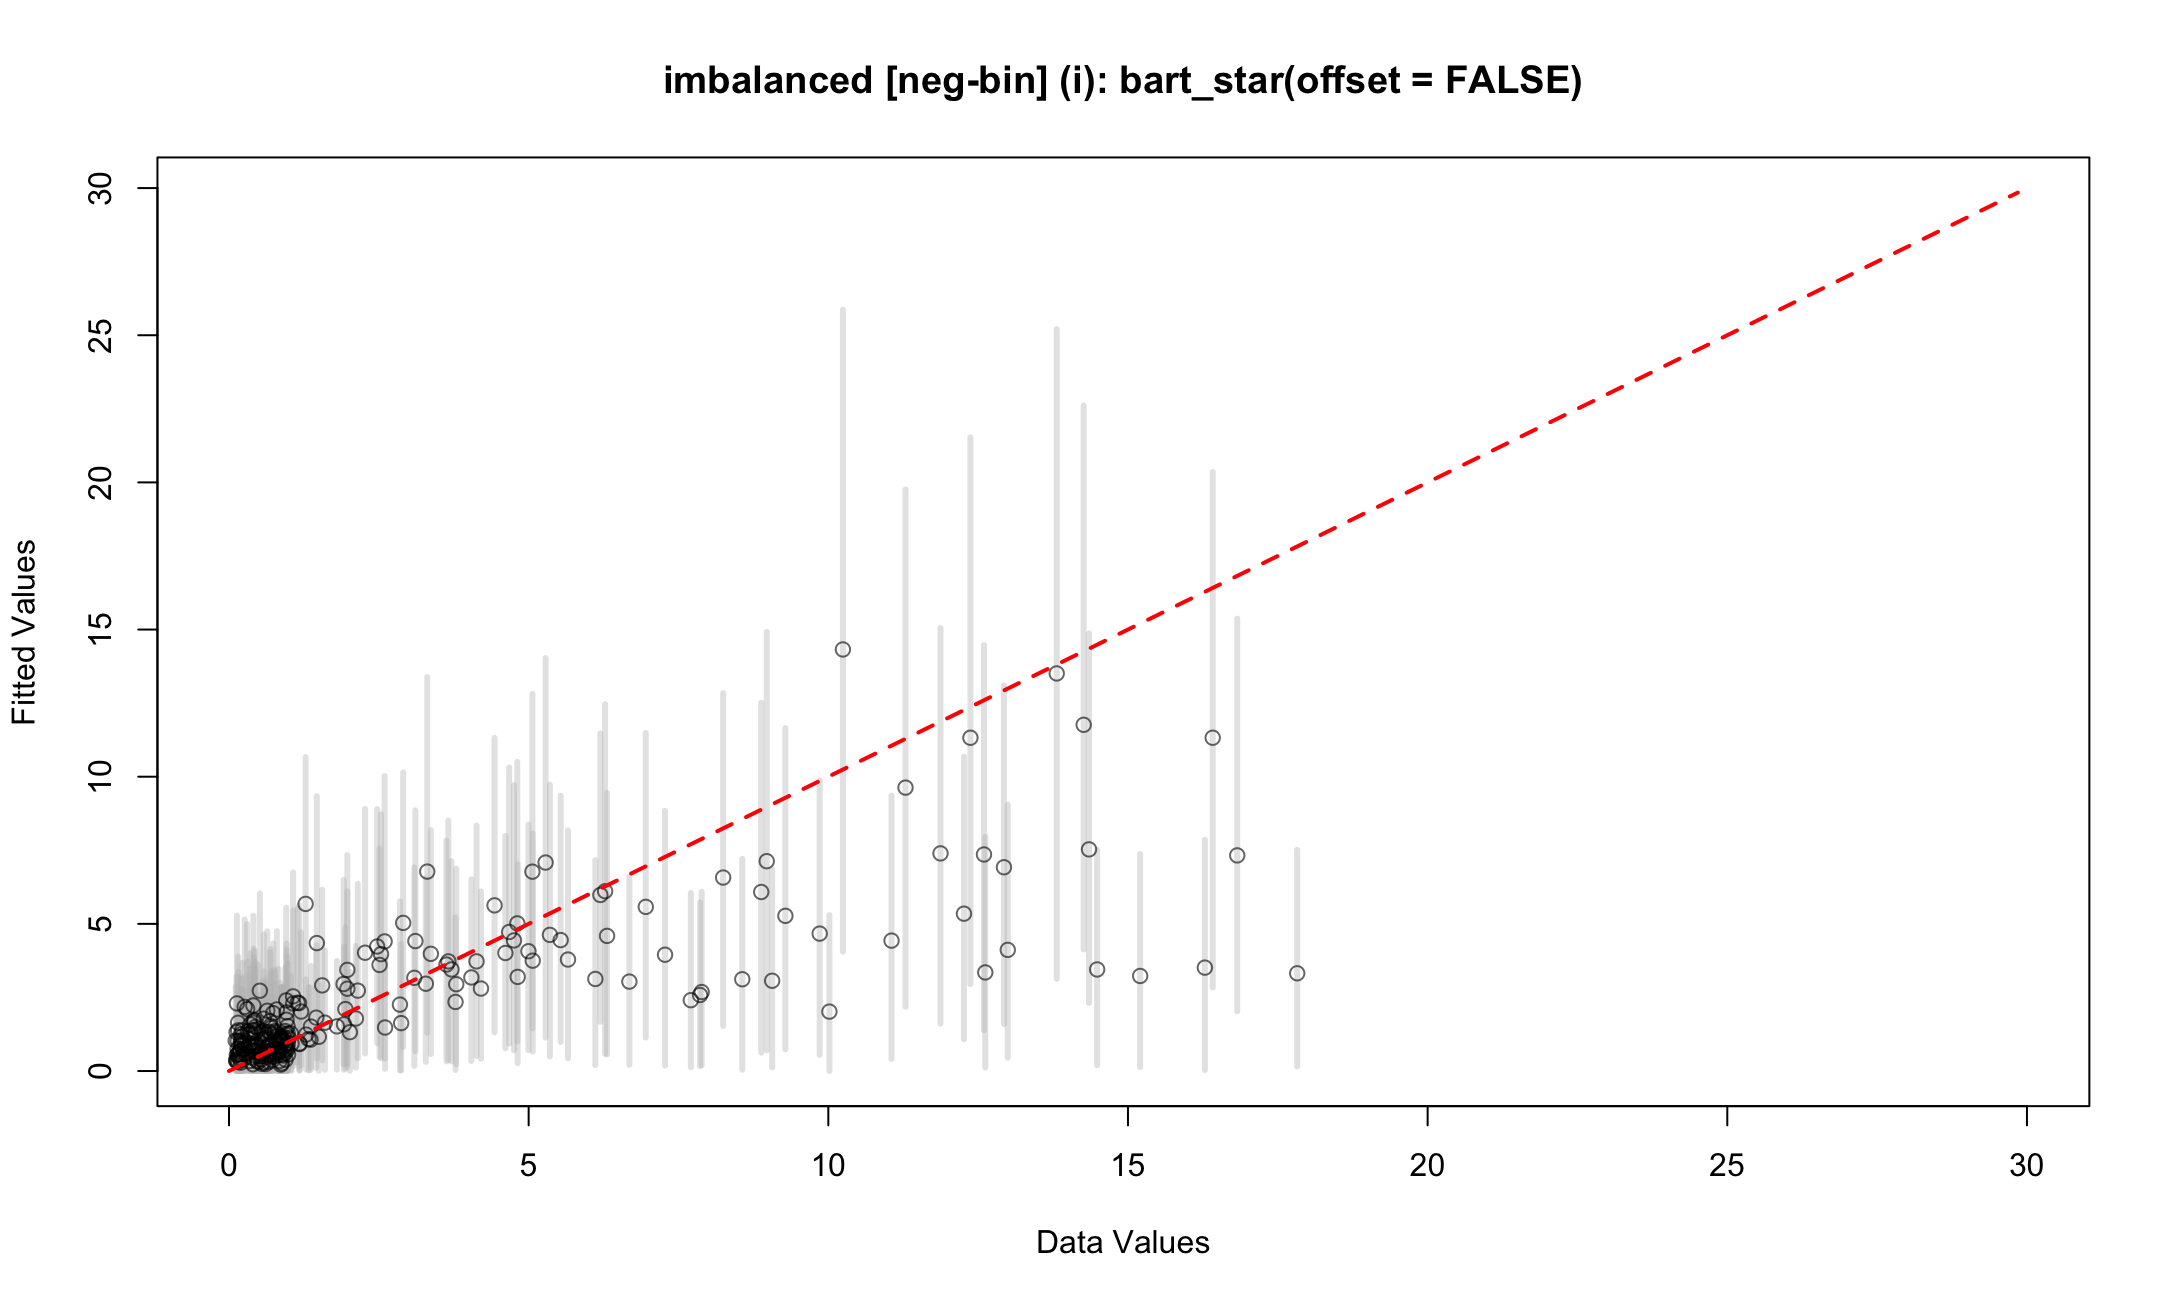 imbalanced [neg-bin] (i): bart_star(offset = FALSE)
30
25
20
15
10
5
0
Fitted Values
0 5 10 15 20 25 30
Data Values